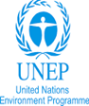 UNEP
United Nations
Environment Programme